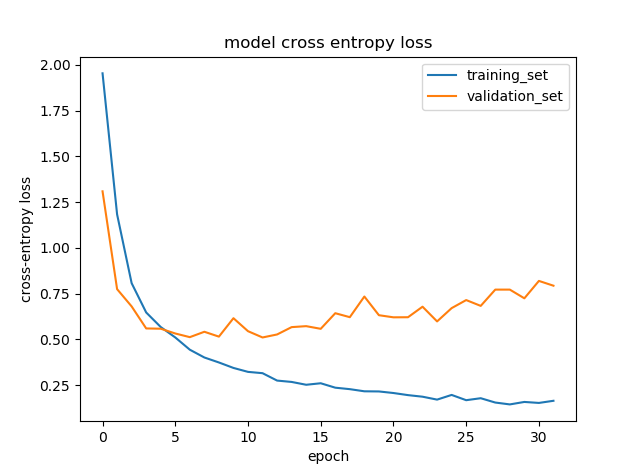 model cross entropy loss
training_set
validation_set
cross-entropy loss
2.00
1.75
1.50
1.25
1.00
0.75
0.50
0.25
0 5 10 15 20 25 30
epoch